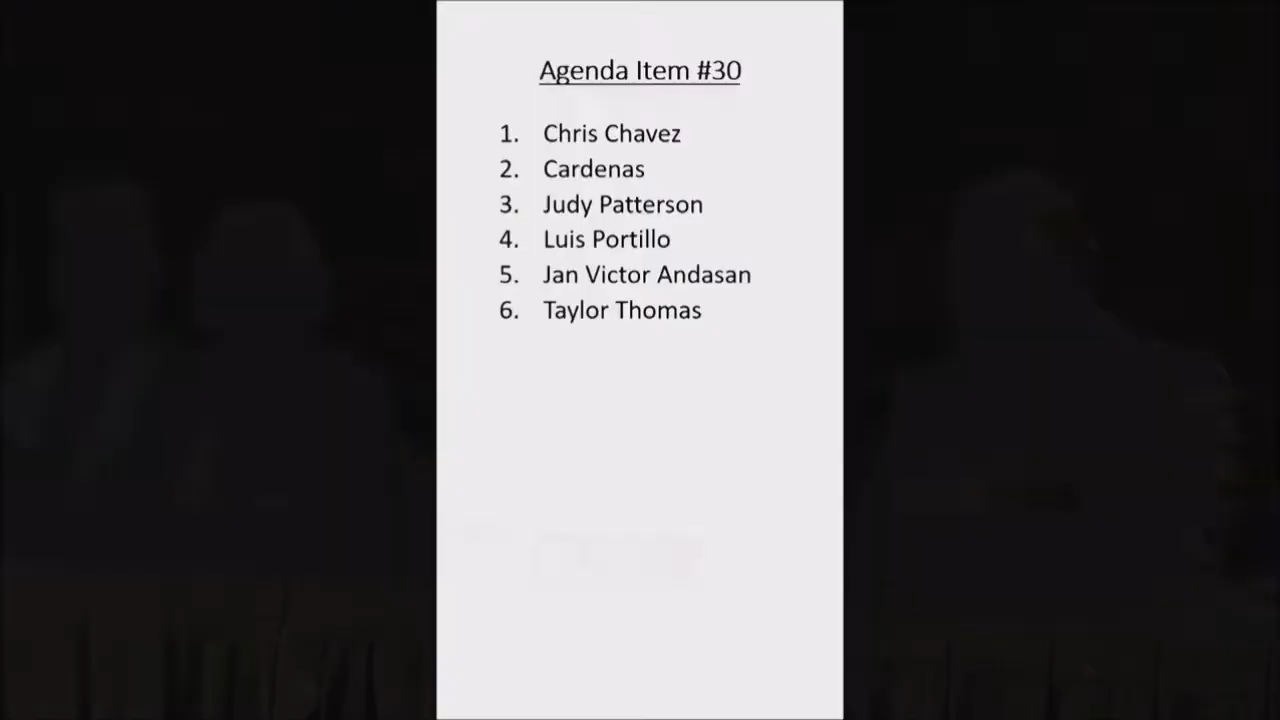 Agenda Item #30
1. Chris Chavez
2. Cardenas
3. Judy Patterson
4. Luis Portillo
5. Jan Victor Andasan
6. Taylor Thomas